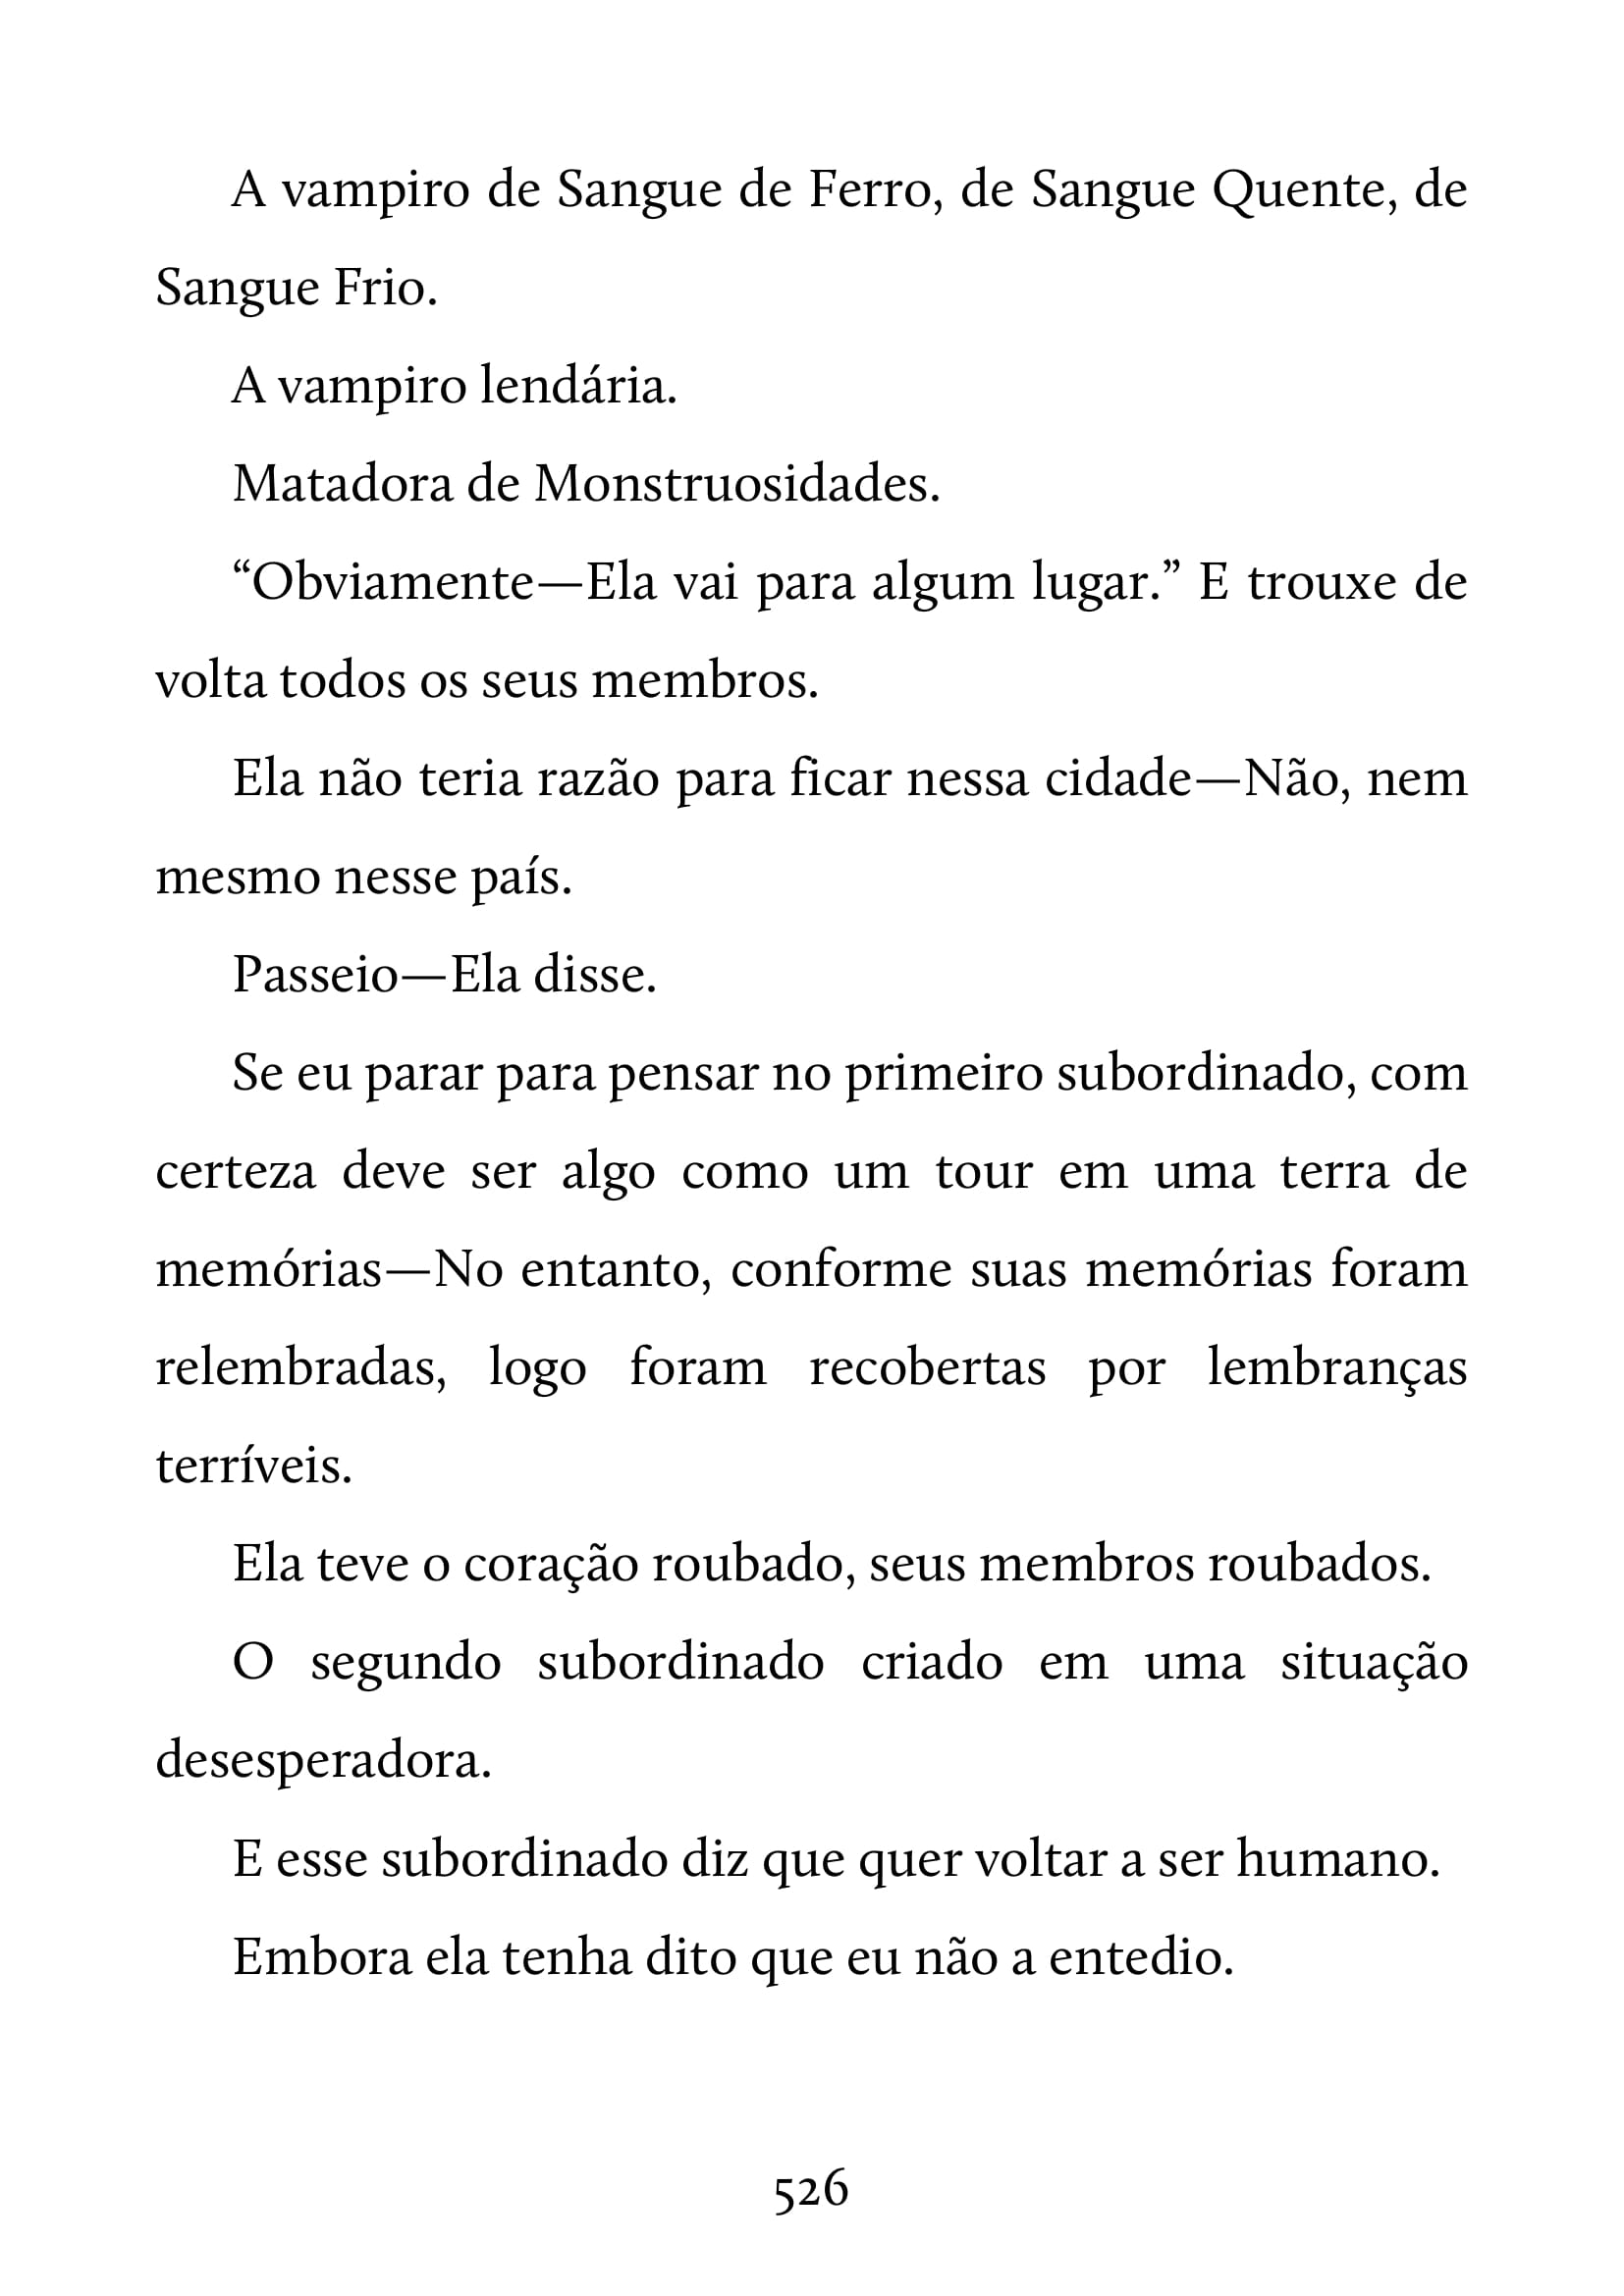 A vampiro de Sangue de Ferro, de Sangue Quente, de
Sangue Frio.
A vampiro lendária.
Matadora de Monstruosidades.
“Obviamente—Ela vai para algum lugar.” E trouxe de
volta todos os seus membros.
Ela não teria razão para ficar nessa cidade—Não, nem
mesmo nesse país.
Passeio—Ela disse.
Se eu parar para pensar no primeiro subordinado, com
certeza deve ser algo como um tour em uma terra de
memórias—No entanto, conforme suas memórias foram
relembradas, logo foram recobertas por lembranças
terríveis.
Ela teve o coração roubado, seus membros roubados.
O segundo subordinado criado em uma situação
desesperadora.
E esse subordinado diz que quer voltar a ser humano.
Embora ela tenha dito que eu não a entedio.
526